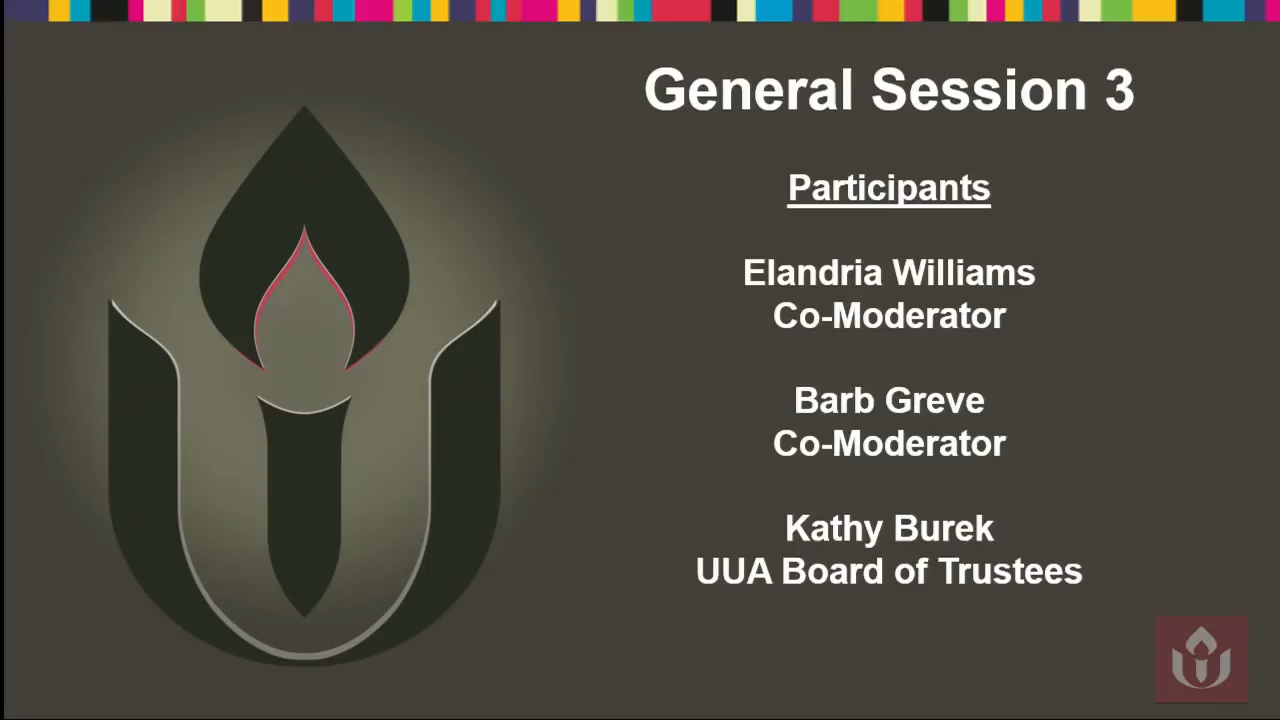 General Session 3
Participants
Elandria Williams
Co-Moderator
Barb Greve
Co-Moderator
Kathy Burek
UUA Board of Trustees